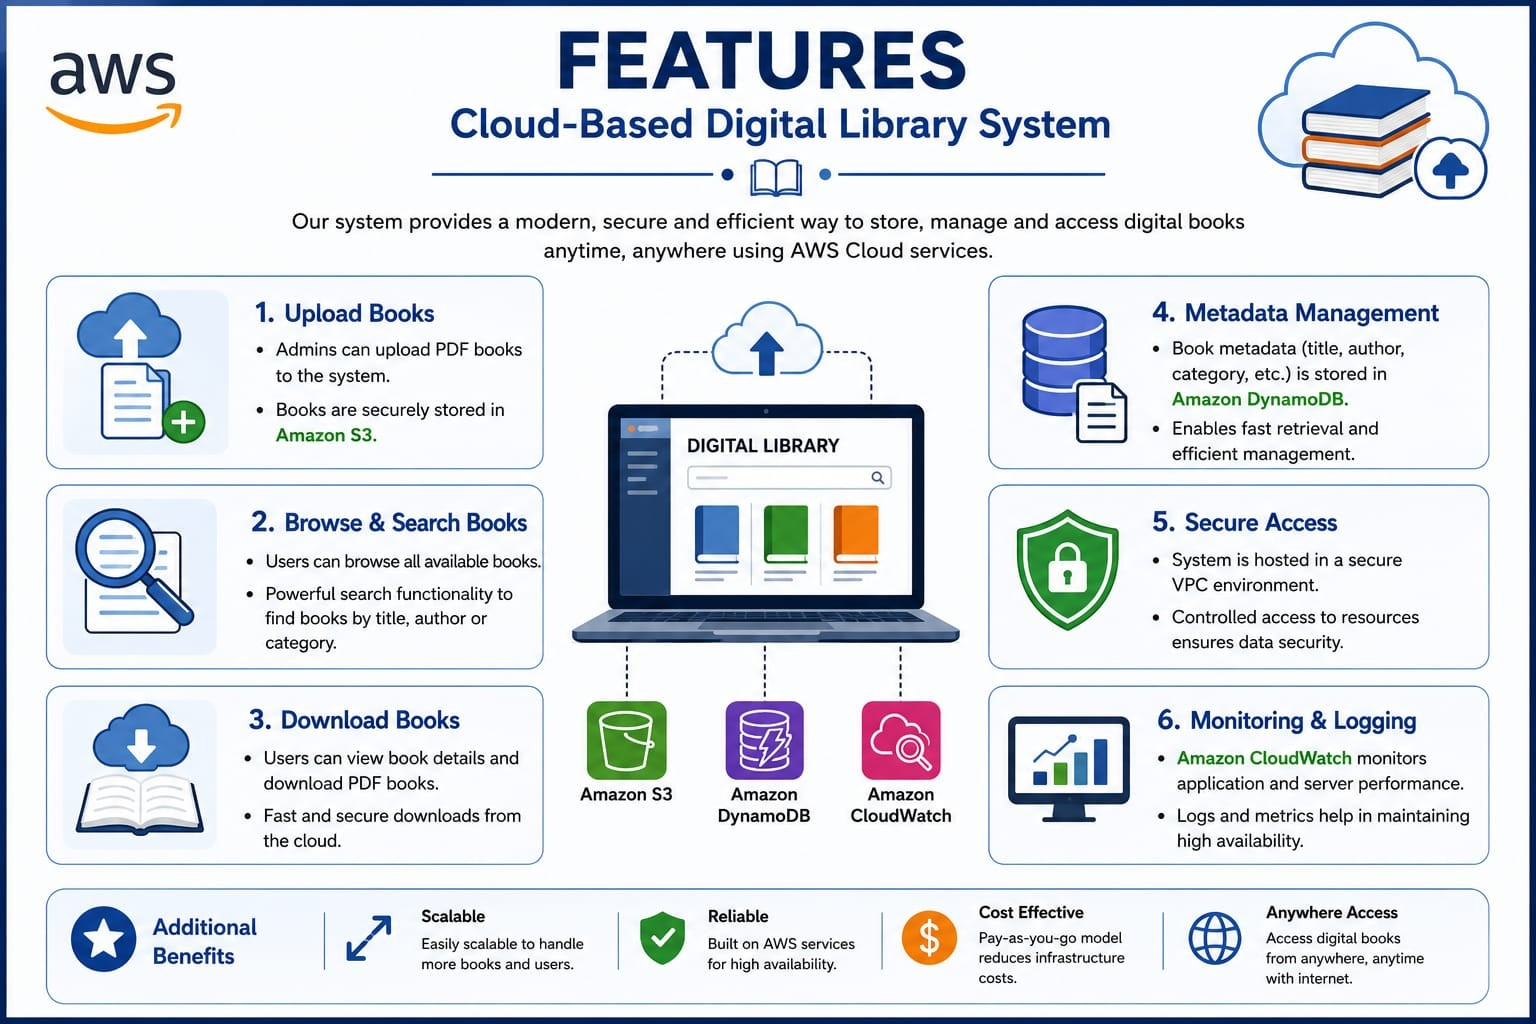 aws
FEATURES
Cloud-Based Digital Library System
Our system provides a modern, secure and efficient way to store, manage and access digital books
anytime, anywhere using AWS Cloud services.
1. Upload Books
• Admins can upload PDF books
to the system.
• Books are securely stored in
Amazon S3.
2. Browse & Search Books
• Users can browse all available books.
• Powerful search functionality to
find books by title, author or
category.
3. Download Books
• Users can view book details and
download PDF books.
• Fast and secure downloads from
the cloud.
DIGITAL LIBRARY
Amazon S3
Amazon
DynamoDB
Amazon
CloudWatch
4. Metadata Management
• Book metadata (title, author,
category, etc.) is stored in
Amazon DynamoDB.
• Enables fast retrieval and
efficient management.
5. Secure Access
• System is hosted in a secure
VPC environment.
• Controlled access to resources
ensures data security.
6. Monitoring & Logging
• Amazon CloudWatch monitors
application and server performance.
• Logs and metrics help in maintaining
high availability.
Additional
Benefits
Scalable
Easily scalable to handle
more books and users.
Reliable
Built on AWS services
for high availability.
$
Cost Effective
Pay-as-you-go model
reduces infrastructure
costs.
Anywhere Access
Access digital books
from anywhere, anytime
with internet.